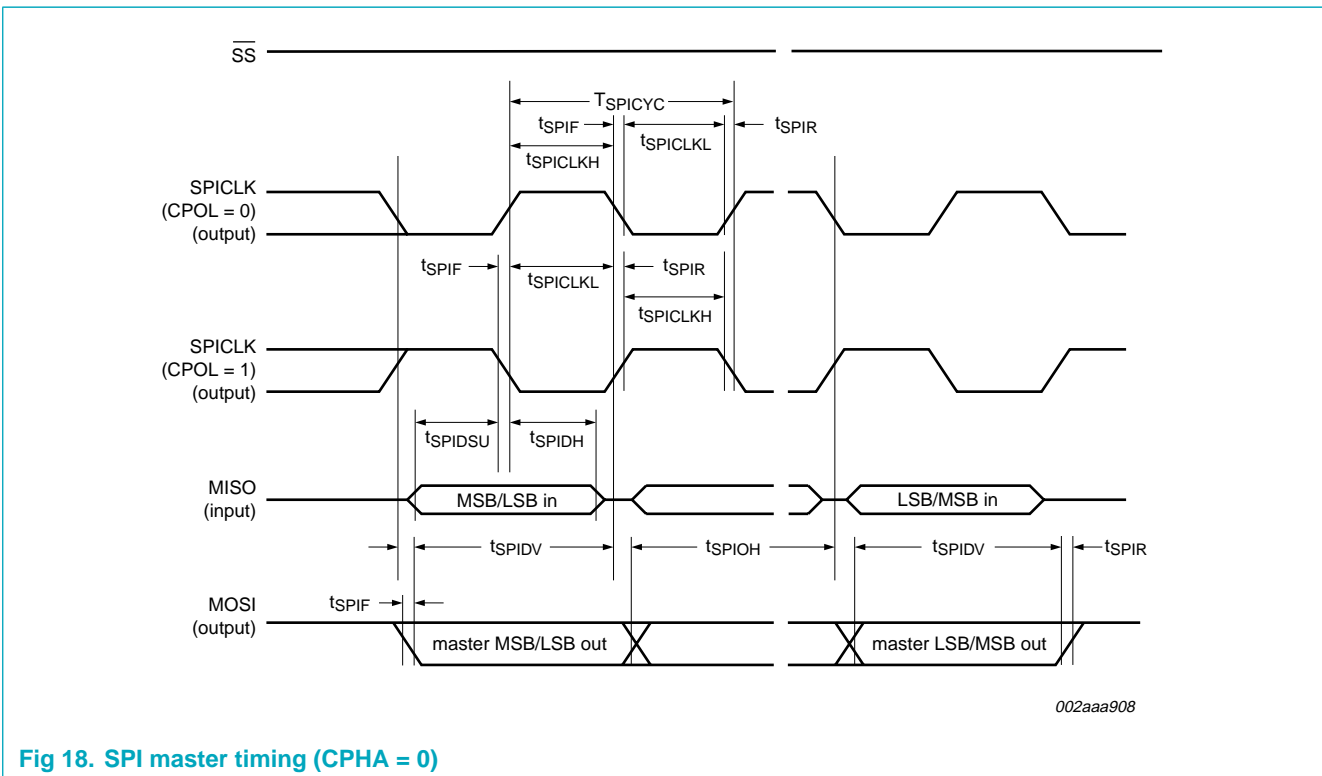 SS
TSPICYC
tSPIF
tSPICLKL
tSPIR
tSPICLKH
SPICLK
(CPOL = 0)
(output)
tSPIF
tSPICLKL
tSPIR
tSPICLKH
SPICLK
(CPOL = 1)
(output)
tSPIDSU
tSPIDH
MISO
(input)
MSB/LSB in
LSB/MSB in
tSPIDV
tSPIOH
tSPIDV
tSPIR
tSPIF
MOSI
(output)
master MSB/LSB out
master LSB/MSB out
002aaa908
Fig 18. SPI master timing (CPHA = 0)